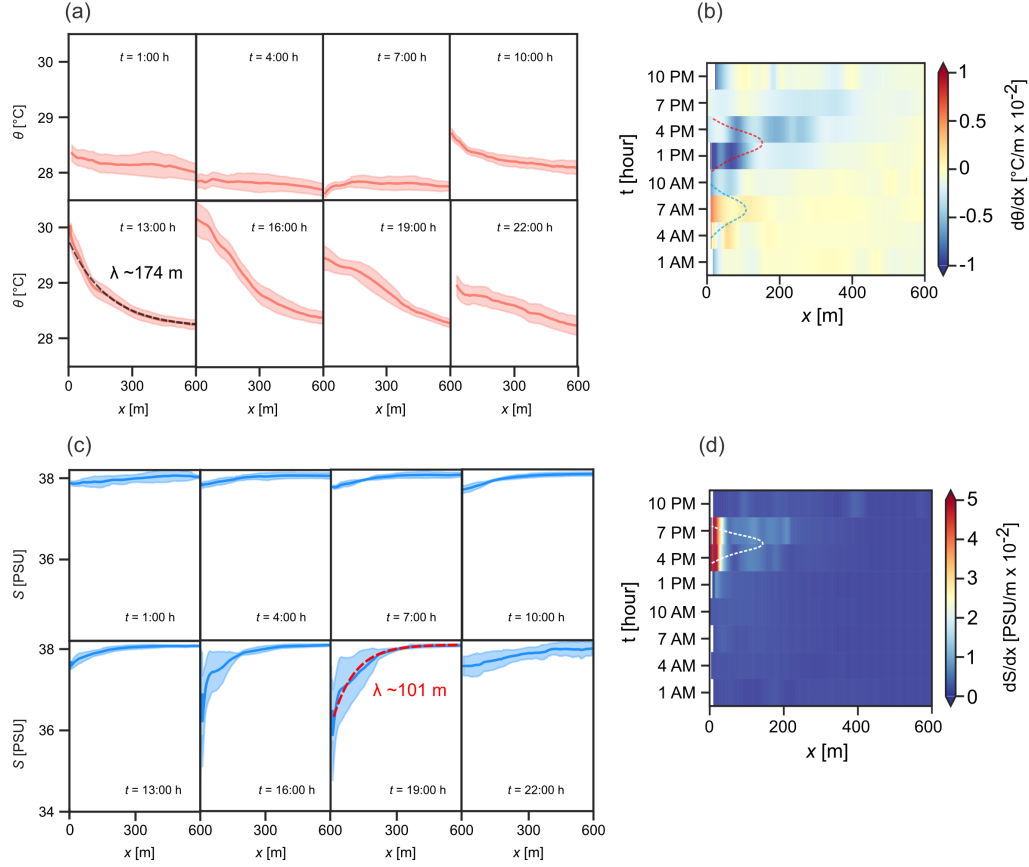 (a)
t = 1:00 h
t = 4:00 h
t = 7:00 h
t = 10:00 h
30
29
28
θ [°C]
t = 13:00 h
t = 16:00 h
t = 19:00 h
t = 22:00 h
λ ~174 m
30
29
28
θ [°C]
0 300 600 300 600 300 600 300 600
x [m] x [m] x [m] x [m]
(b)
10 PM
7 PM
4 PM
1 PM
10 AM
7 AM
4 AM
1 AM
t [hour]
0 200 400 600
x [m]
1
0.5
0
-0.5
-1
dθ/dx [°C/m x 10⁻²]
(c)
38
36
S [PSU]
t = 1:00 h
t = 4:00 h
t = 7:00 h
t = 10:00 h
38
36
34
S [PSU]
λ ~101 m
t = 13:00 h
t = 16:00 h
t = 19:00 h
t = 22:00 h
0 300 600 300 600 300 600 300 600
x [m] x [m] x [m] x [m]
(d)
10 PM
7 PM
4 PM
1 PM
10 AM
7 AM
4 AM
1 AM
t [hour]
0 200 400 600
x [m]
5
4
3
2
1
0
dS/dx [PSU/m x 10⁻²]